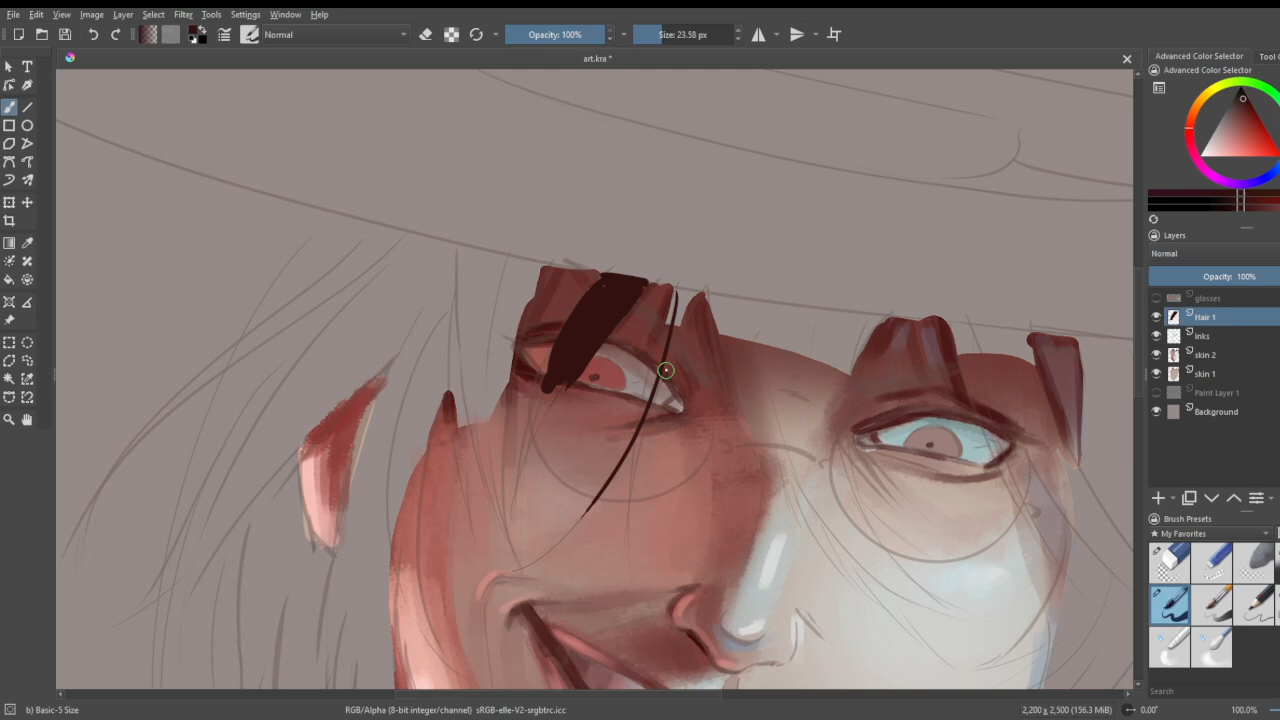 File Edit View Image Layer Select Filter Tools Settings Window Help
Normal
Opacity: 100%
Size: 23.58 px
art.kra *
Advanced Color Selector
Tool
Advanced Color Selector
Layers
Normal
Opacity: 100%
glasses
Hair 1
inks
skin 2
skin 1
Paint Layer 1
Background
Brush Presets
My Favorites
Search
b) Basic-5 Size
RGB/Alpha (8-bit integer/channel) sRGB-elle-V2-srgbtrc.icc
2,200 x 2,500 (156.3 MiB)
0.00°
100.0%